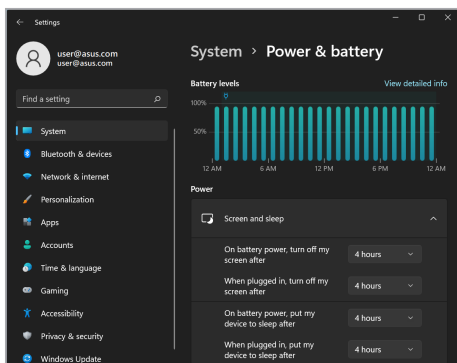 Settings
user@asus.com
user@asus.com
Find a setting
System
Bluetooth & devices
Network & internet
Personalization
Apps
Accounts
Time & language
Gaming
Accessibility
Privacy & security
Windows Update
System > Power & battery
Battery levels
View detailed info
100%
50%
12 AM 6 AM 12 PM 6 PM 12 AM
Power
Screen and sleep
On battery power, turn off my
screen after
4 hours
When plugged in, turn off my
screen after
4 hours
On battery power, put my
device to sleep after
4 hours
When plugged in, put my
device to sleep after
4 hours